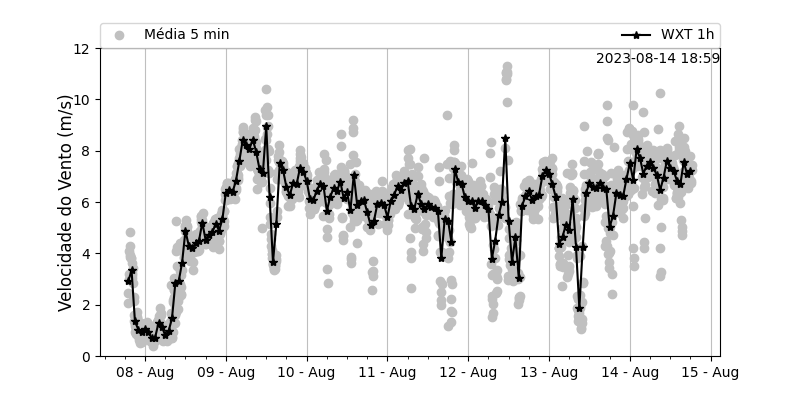 Média 5 min WXT 1h
2023-08-14 18:59
Velocidade do Vento (m/s)
12
10
8
6
4
2
0
08 - Aug 09 - Aug 10 - Aug 11 - Aug 12 - Aug 13 - Aug 14 - Aug 15 - Aug